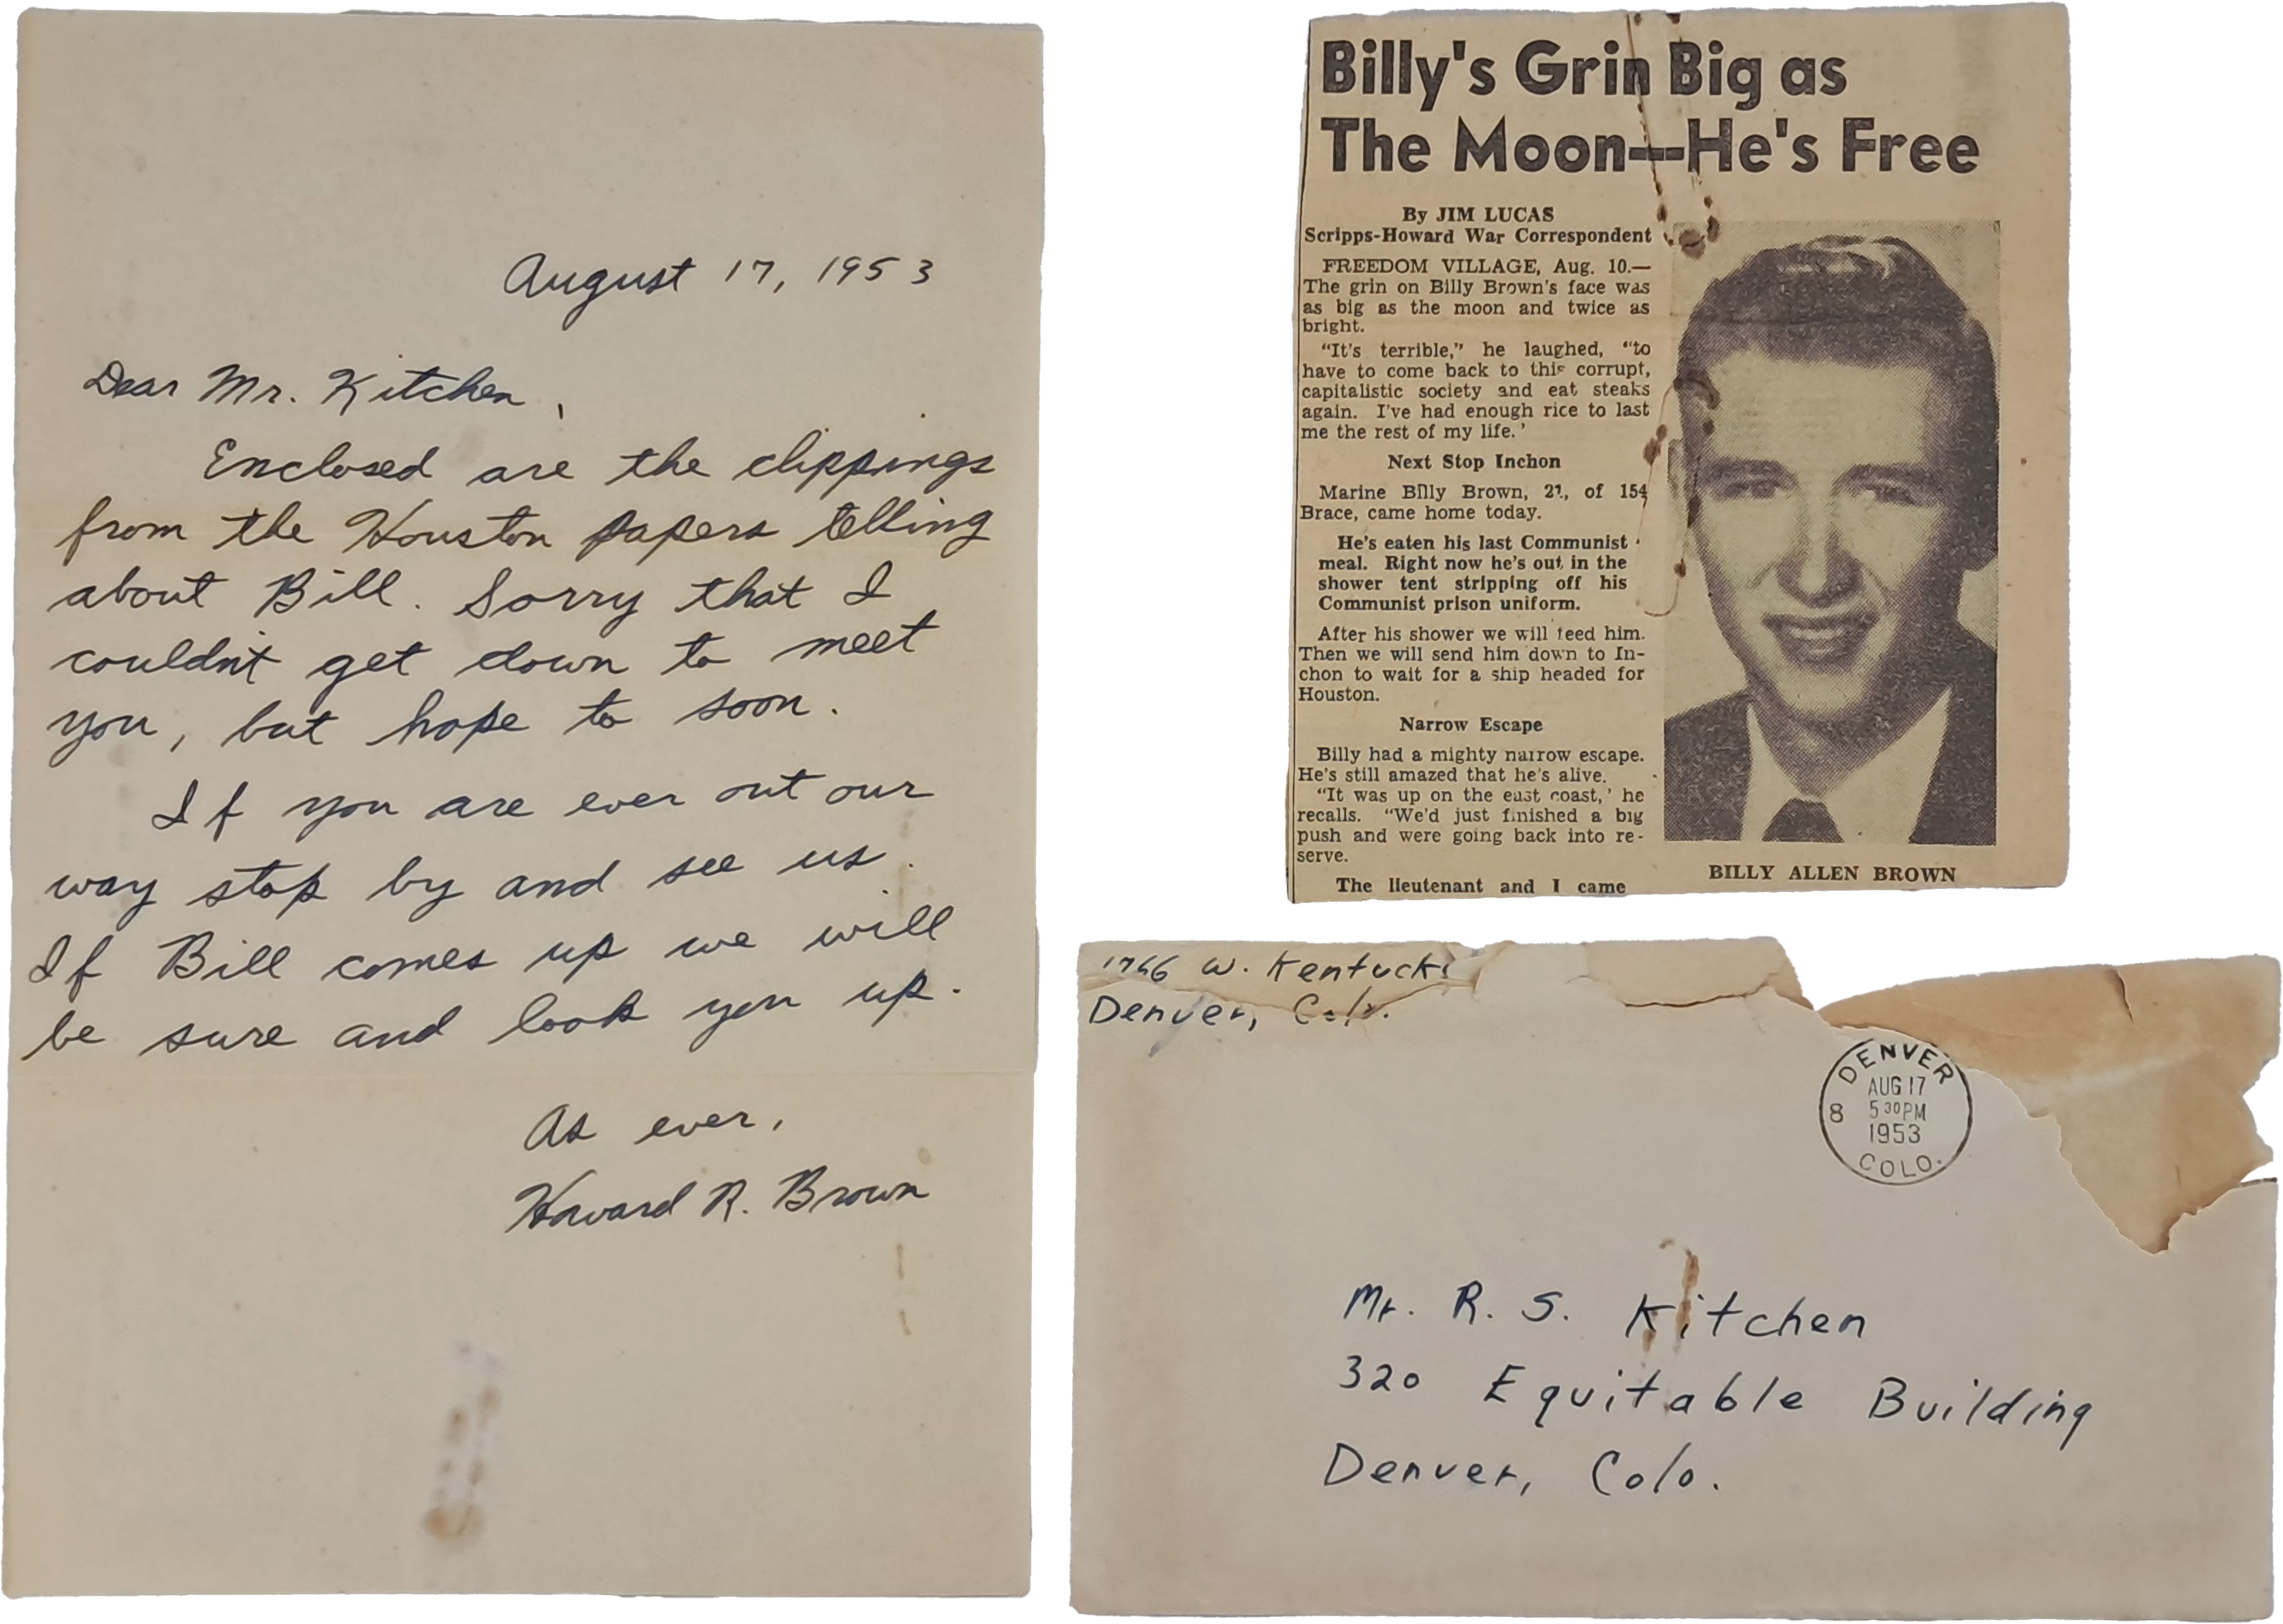 August 17, 1953
Dear Mr. Kitchen,
Enclosed are the clippings
from the Houston papers telling
about Bill. Sorry that I
couldn't get down to meet
you, but hope to soon.
If you are ever out our
way stop by and see us.
If Bill comes up we will
be sure and look you up.
As ever,
Howard R. Brown
Billy's Grin Big as
The Moon—He's Free
By JIM LUCAS
Scripps-Howard War Correspondent
FREEDOM VILLAGE, Aug. 10.—
The grin on Billy Brown's face was
as big as the moon and twice as
bright.
"It's terrible," he laughed, "to
have to come back to this corrupt,
capitalistic society and eat steaks
again. I've had enough rice to last
me the rest of my life.'
Next Stop Inchon
Marine Billy Brown, 21, of 154
Brace, came home today.
He's eaten his last Communist
meal. Right now he's out in the
shower tent stripping off his
Communist prison uniform.
After his shower we will feed him.
Then we will send him down to In-
chon to wait for a ship headed for
Houston.
Narrow Escape
Billy had a mighty narrow escape.
He's still amazed that he's alive.
"It was up on the east coast,' he
recalls. "We'd just finished a big
push and were going back into re-
serve.
The lieutenant and I came
BILLY ALLEN BROWN
W. Kentuck
Denver, Colo.
DENVER
AUG 17
8 5 30 PM
1953
COLO.
Mr. R. S. Kitchen
320 Equitable Building
Denver, Colo.